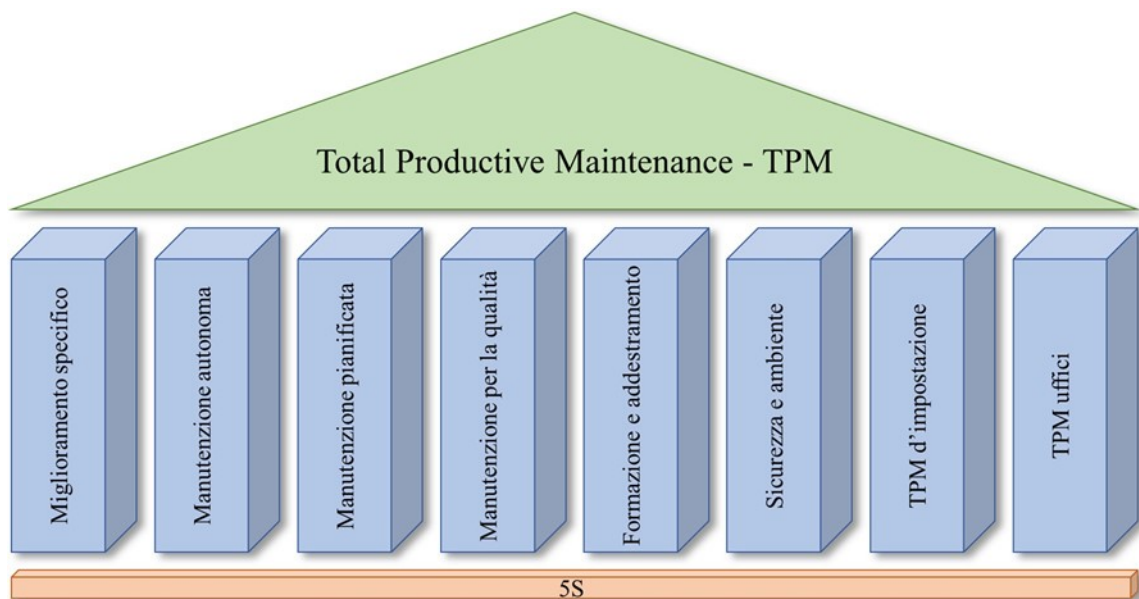 Total Productive Maintenance - TPM
Miglioramento specifico
Manutenzione autonoma
Manutenzione pianificata
Manutenzione per la qualità
Formazione e addestramento
Sicurezza e ambiente
TPM d’impostazione
TPM uffici
5S